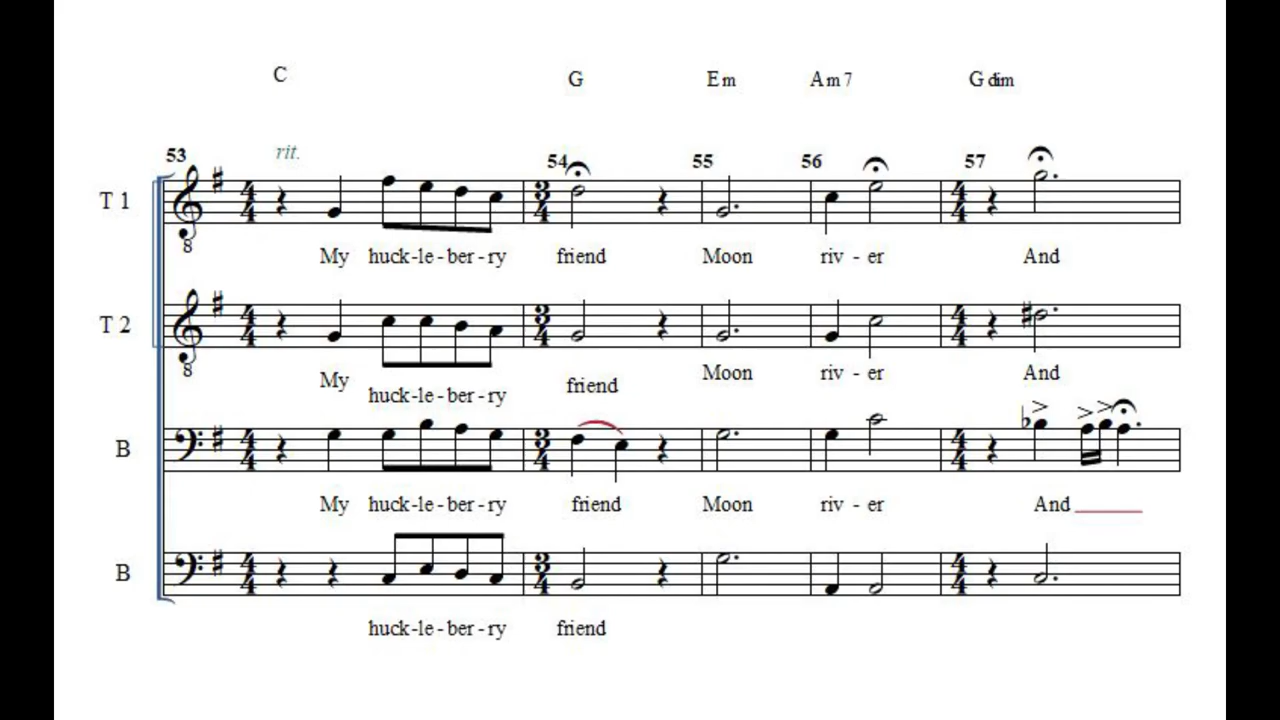 C G Em Am7 Gdim
53 rit. 54 55 56 57
T 1
8
My huck-le-ber-ry friend Moon riv - er And
T 2
8
My huck-le-ber-ry friend Moon riv - er And
B
My huck-le-ber-ry friend Moon riv - er And
B
huck-le-ber-ry friend